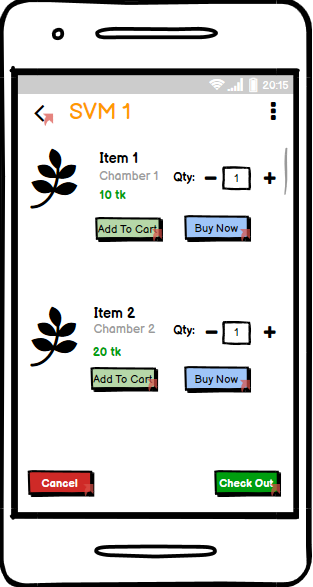 20:15
SVM 1
Item 1
Chamber 1
Qty: 1
10 tk
Add To Cart
Buy Now
Item 2
Chamber 2
Qty: 1
20 tk
Add To Cart
Buy Now
Cancel
Check Out